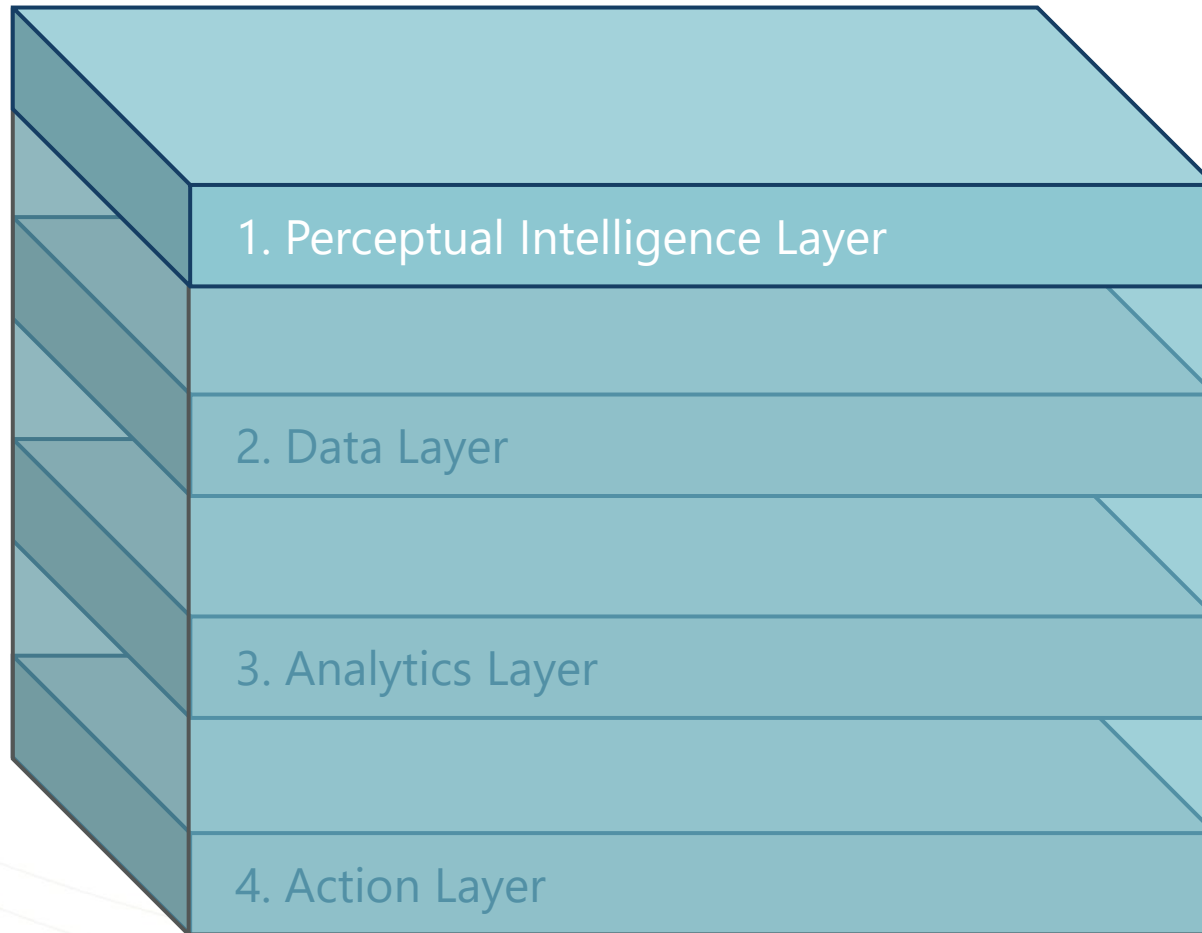 1. Perceptual Intelligence Layer
2. Data Layer
3. Analytics Layer
4. Action Layer